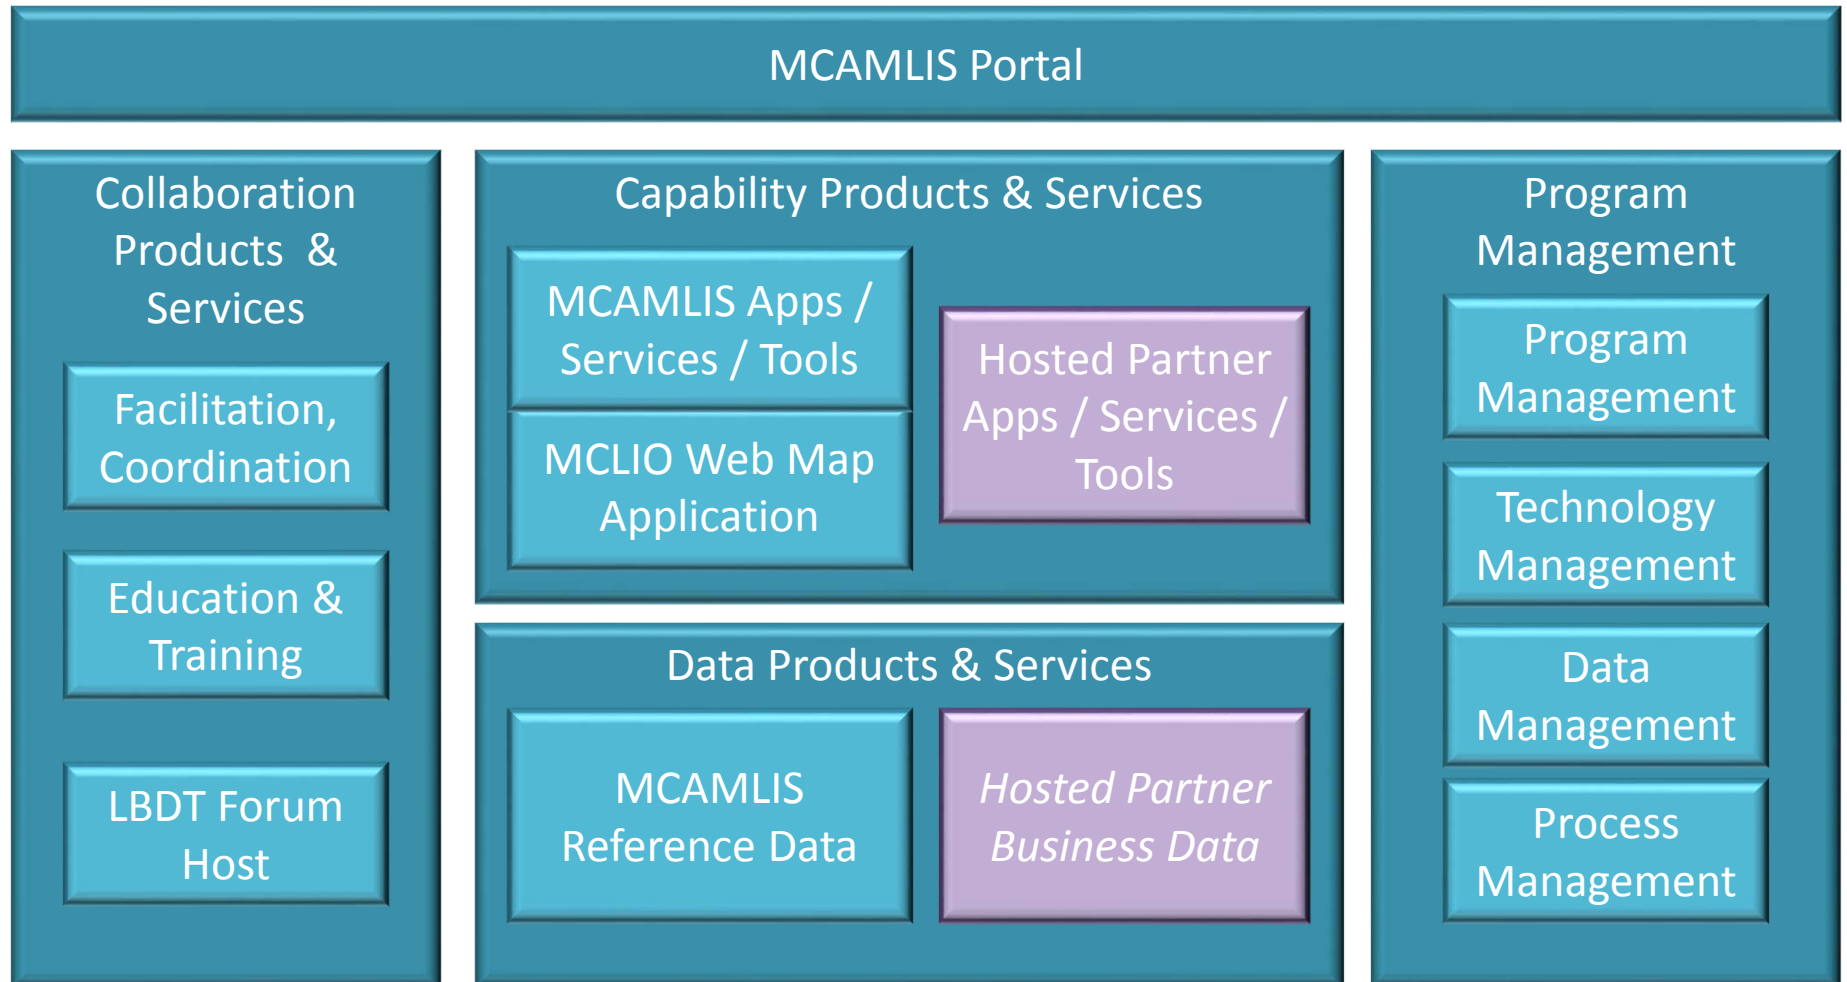 MCAMLIS Portal
Collaboration
Products &
Services
Facilitation,
Coordination
Education &
Training
LBDT Forum
Host
Capability Products & Services
MCAMLIS Apps /
Services / Tools
MCLIO Web Map
Application
Hosted Partner
Apps / Services /
Tools
Data Products & Services
MCAMLIS
Reference Data
Hosted Partner
Business Data
Program
Management
Program
Management
Technology
Management
Data
Management
Process
Management